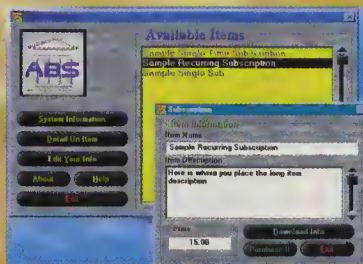 ABS
System Information
Detail On Item
Edit Your Info
About Help
Exit
Available Items
Sample Single Time Subscription
Sample Recurring Subscription
Sample Single Sub
Subscription
Item Information
Item Name
Sample Recurring Subscription
Item Description
Here is where you place the long item
description
Price
15.00
Download Info
Purchase It Exit